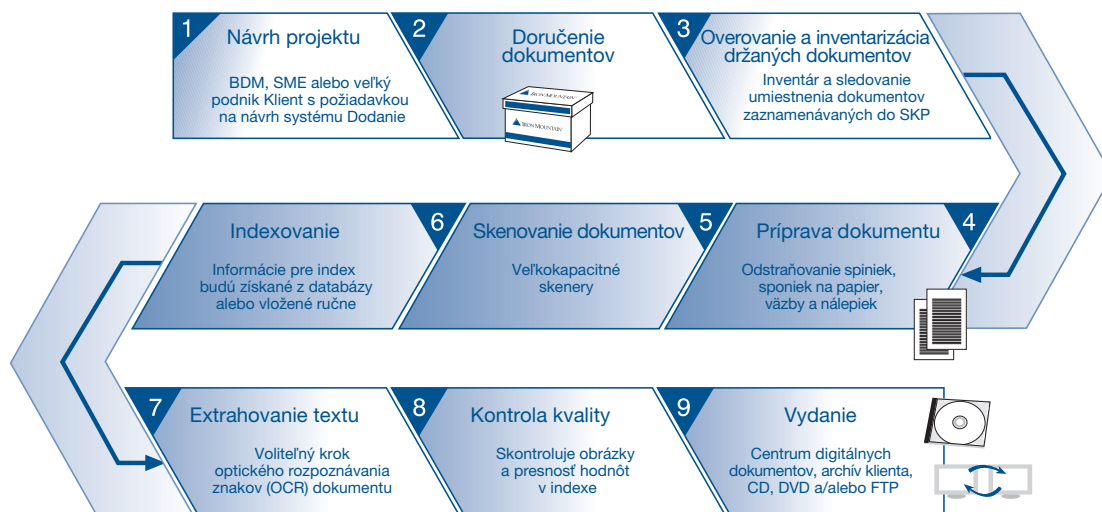 1
Návrh projektu
BDM, SME alebo veľký
podnik Klient s požiadavkou
na návrh systému Dodanie
2
Doručenie
dokumentov
IRON MOUNTAIN
IRON MOUNTAIN
3
Overovanie a inventarizácia
držaných dokumentov
Inventár a sledovanie
umiestnenia dokumentov
zaznamenávaných do SKP
4
Príprava dokumentu
Odstraňovanie spiniek,
sponiek na papier,
väzby a nálepiek
5
Skenovanie dokumentov
Veľkokapacitné
skenery
6
Indexovanie
Informácie pre index
budú získané z databázy
alebo vložené ručne
7
Extrahovanie textu
Voliteľný krok
optického rozpoznávania
znakov (OCR) dokumentu
8
Kontrola kvality
Skontroluje obrázky
a presnosť hodnôt
v indexe
9
Vydanie
Centrum digitálnych
dokumentov, archív klienta,
CD, DVD a/alebo FTP